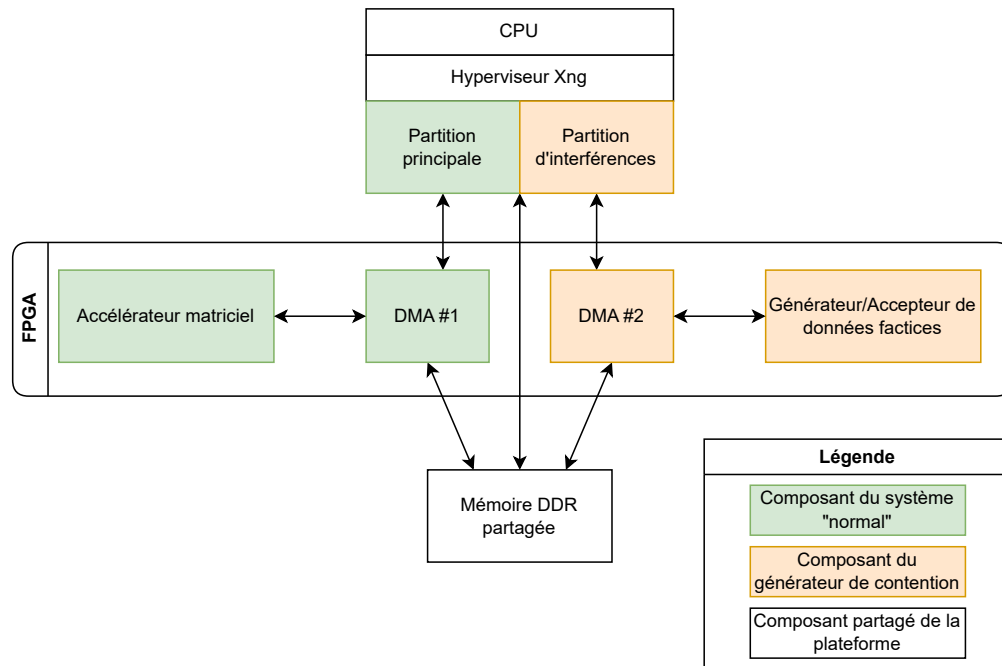 CPU
Hyperviseur Xng
Partition
principale
Partition
d'interférences
FPGA
Accélérateur matriciel
DMA #1
DMA #2
Générateur/Accepteur de
données factices
Mémoire DDR
partagée
Légende
Composant du système
"normal"
Composant du
générateur de contention
Composant partagé de la
plateforme